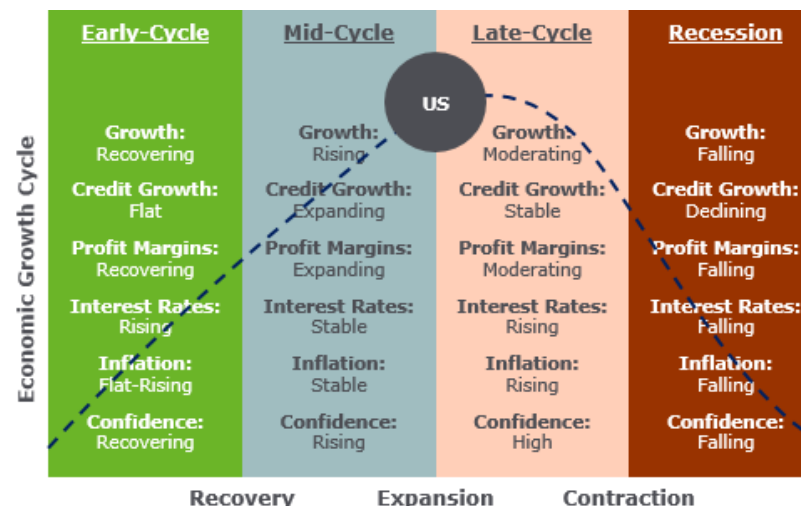 Early-Cycle
Mid-Cycle
Late-Cycle
Recession
US
Economic Growth Cycle
Growth:
Recovering
Credit Growth:
Flat
Profit Margins:
Recovering
Interest Rates:
Rising
Inflation:
Flat-Rising
Confidence:
Recovering
Growth:
Rising
Credit Growth:
Expanding
Profit Margins:
Expanding
Interest Rates:
Stable
Inflation:
Stable
Confidence:
Rising
Growth:
Moderating
Credit Growth:
Stable
Profit Margins:
Moderating
Interest Rates:
Rising
Inflation:
Rising
Confidence:
High
Growth:
Falling
Credit Growth:
Declining
Profit Margins:
Falling
Interest Rates:
Falling
Inflation:
Falling
Confidence:
Falling
Recovery
Expansion
Contraction